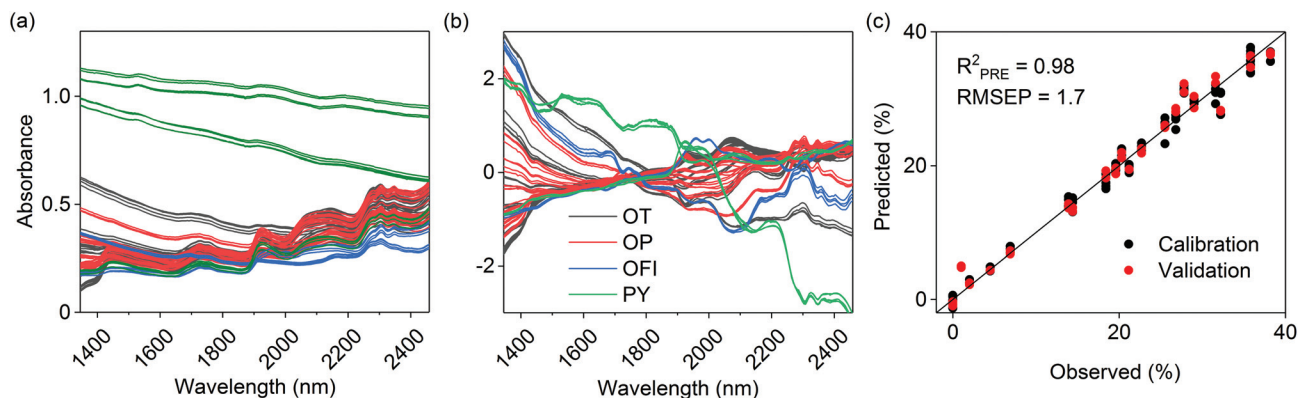 (a)
Absorbance
1.0
0.5
0
1400
1600
1800
2000
2200
2400
Wavelength (nm)
(b)
2
0
-2
OT
OP
OFI
PY
1400
1600
1800
2000
2200
2400
Wavelength (nm)
(c)
Predicted (%)
40
20
0
R²PRE = 0.98
RMSEP = 1.7
Calibration
Validation
0
20
40
Observed (%)